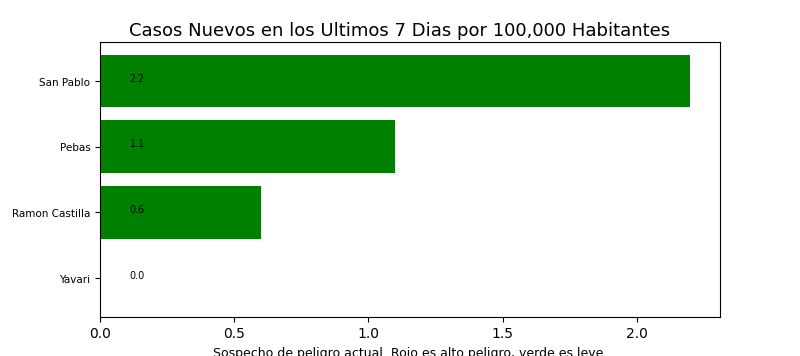 Casos Nuevos en los Ultimos 7 Dias por 100,000 Habitantes
San Pablo 2.2
Pebas 1.1
Ramon Castilla 0.6
Yavari 0.0
0.0 0.5 1.0 1.5 2.0
Sospecho de peligro actual. Rojo es alto peligro, verde es leve